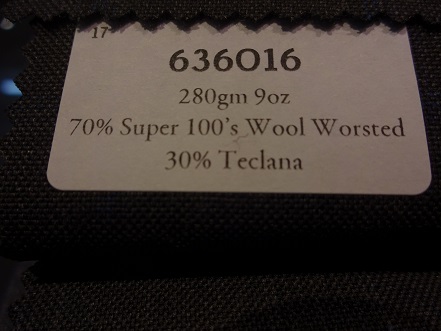 17
636016
280gm 9oz
70% Super 100's Wool Worsted
30% Teclana